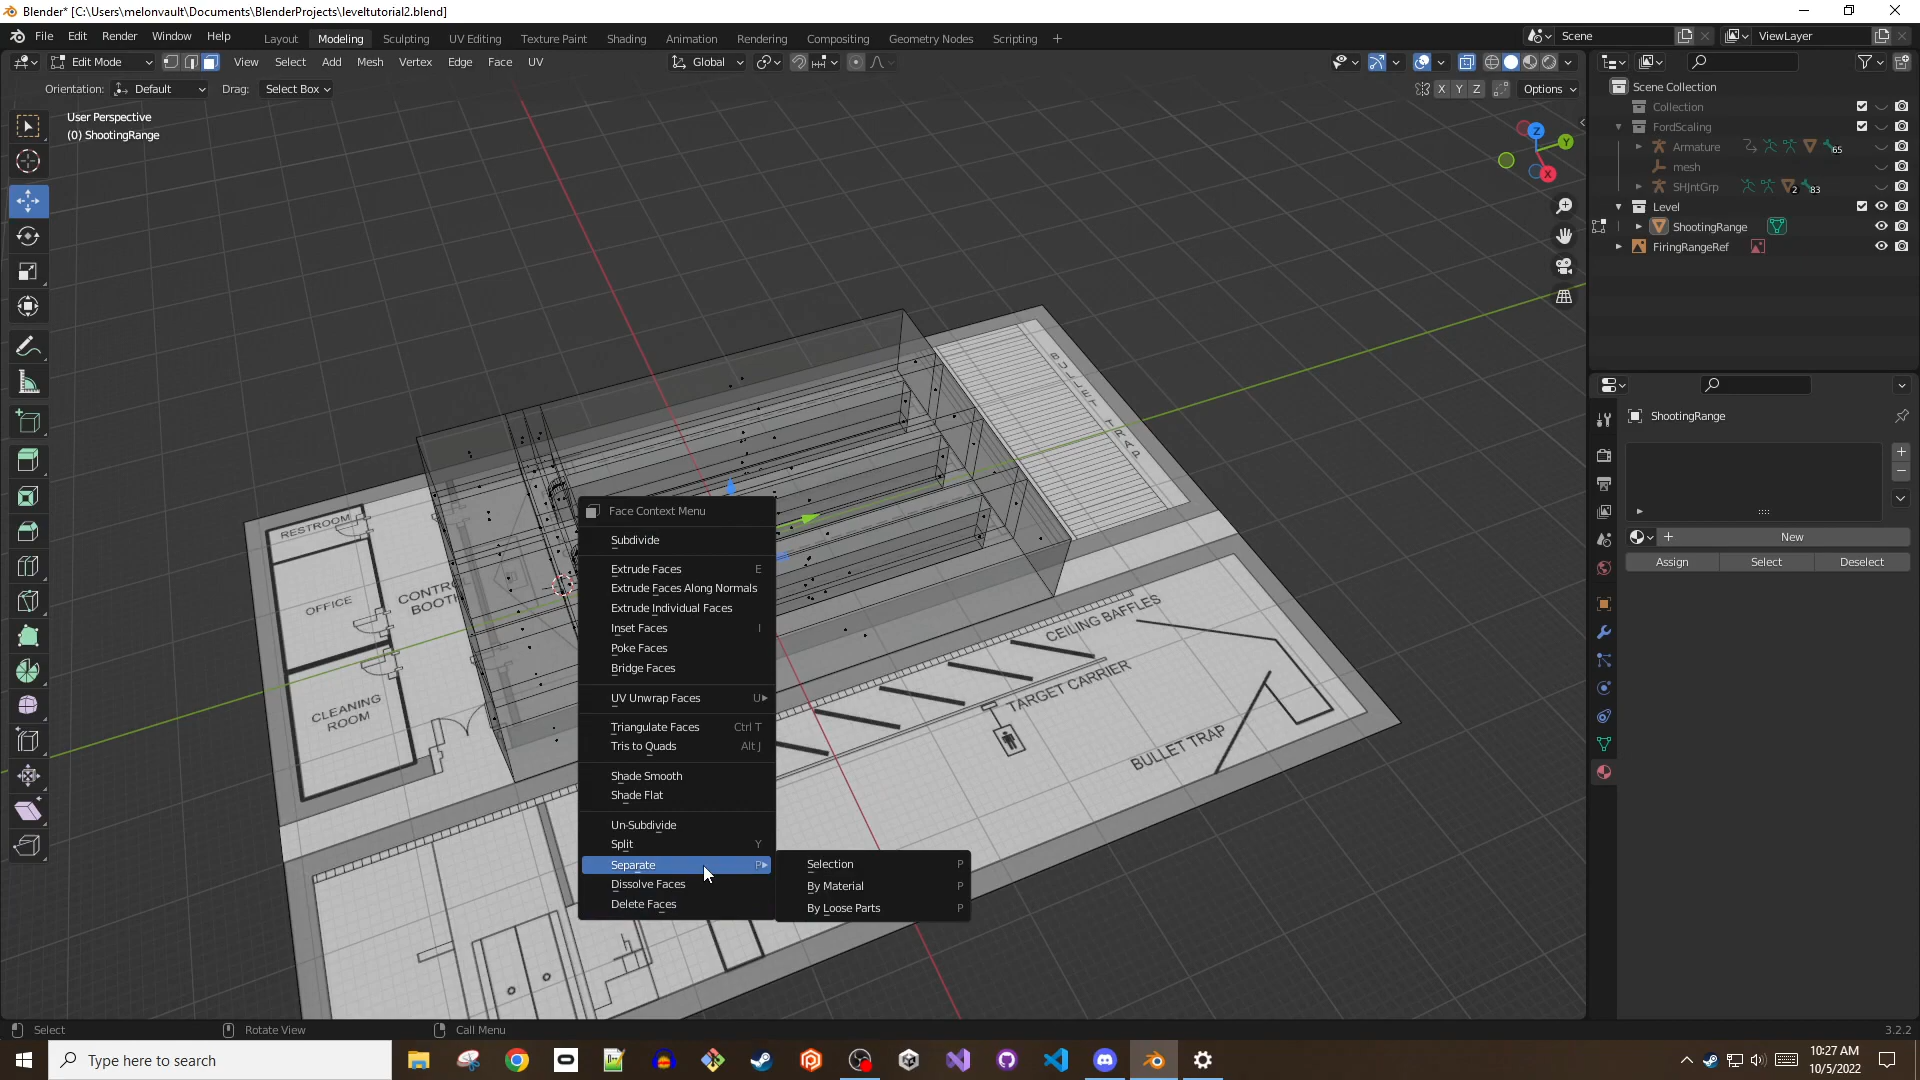 Blender* [C:\Users\melonvault\Documents\BlenderProjects\leveltutorial2.blend]
File Edit Render Window Help
Layout Modeling Sculpting UV Editing Texture Paint Shading Animation Rendering Compositing Geometry Nodes Scripting +
Scene
ViewLayer
Edit Mode View Select Add Mesh Vertex Edge Face UV
Global
Orientation: Default Drag: Select Box
X Y Z Options
User Perspective
(0) ShootingRange
Z
Y
X
Scene Collection
Collection
FordScaling
Armature 65
mesh
SHJntGrp 2 83
Level
ShootingRange
FiringRangeRef
ShootingRange
+ New
Assign Select Deselect
RESTROOM
OFFICE
CLEANING
ROOM
BULLET TRAP
CEILING BAFFLES
TARGET CARRIER
BULLET TRAP
Face Context Menu
Subdivide
Extrude Faces E
Extrude Faces Along Normals
Extrude Individual Faces
Inset Faces I
Poke Faces
Bridge Faces
UV Unwrap Faces U
Triangulate Faces Ctrl T
Tris to Quads Alt J
Shade Smooth
Shade Flat
Un-Subdivide
Split Y
Separate P
Dissolve Faces
Delete Faces
Selection P
By Material P
By Loose Parts P
Select Rotate View Call Menu
3.2.2
Type here to search
10:27 AM
10/5/2022